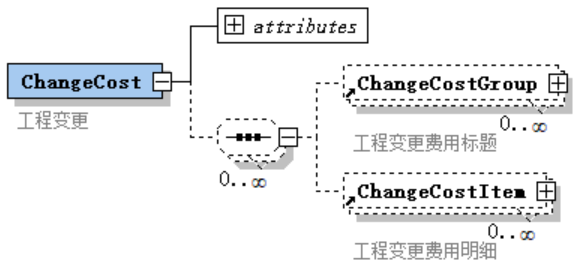 attributes
ChangeCost
工程变更
0..∞
ChangeCostGroup
0..∞
工程变更费用标题
ChangeCostItem
0..∞
工程变更费用明细